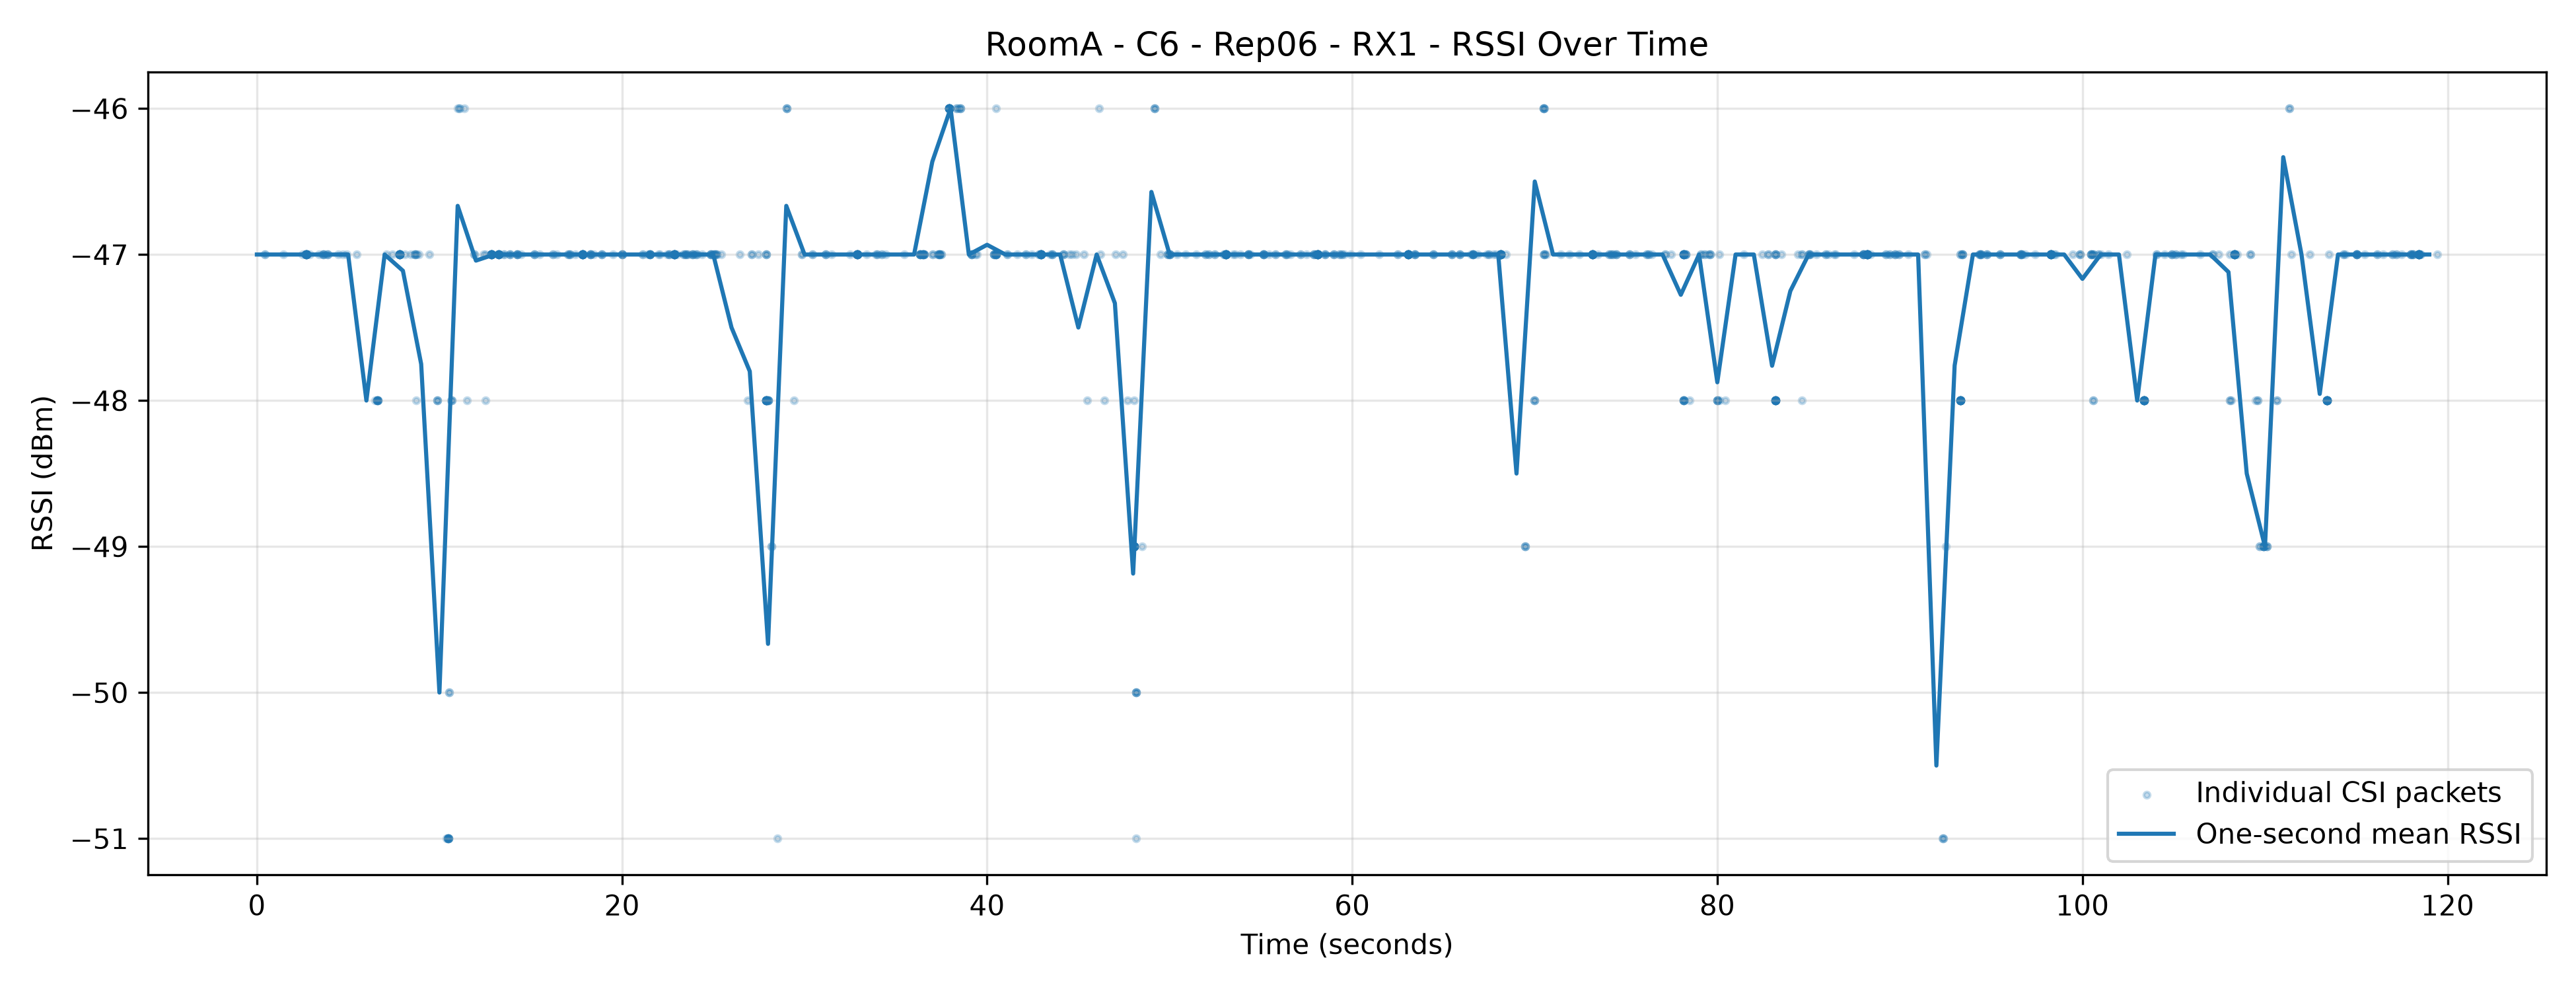 RoomA - C6 - Rep06 - RX1 - RSSI Over Time
RSSI (dBm)
−46
−47
−48
−49
−50
−51
Individual CSI packets
One-second mean RSSI
0 20 40 60 80 100 120
Time (seconds)